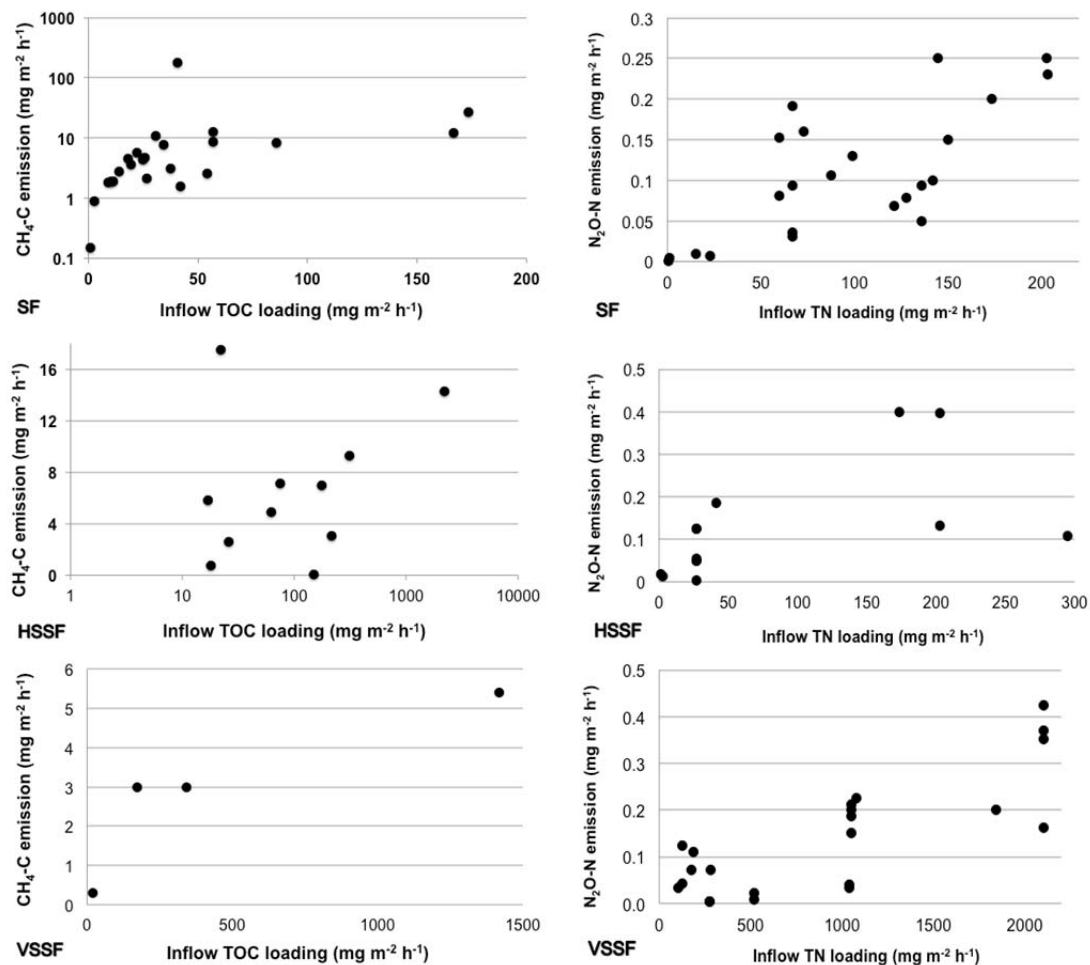 1000
100
10
1
0.1
CH₄-C emission (mg m⁻² h⁻¹)
0 50 100 150 200
SF
Inflow TOC loading (mg m⁻² h⁻¹)
0.3
0.25
0.2
0.15
0.1
0.05
0
N₂O-N emission (mg m⁻² h⁻¹)
0 50 100 150 200
SF
Inflow TN loading (mg m⁻² h⁻¹)
16
12
8
4
0
CH₄-C emission (mg m⁻² h⁻¹)
1 10 100 1000 10000
HSSF
Inflow TOC loading (mg m⁻² h⁻¹)
0.5
0.4
0.3
0.2
0.1
0
N₂O-N emission (mg m⁻² h⁻¹)
0 50 100 150 200 250 300
HSSF
Inflow TN loading (mg m⁻² h⁻¹)
6
5
4
3
2
1
0
CH₄-C emission (mg m⁻² h⁻¹)
0 500 1000 1500
VSSF
Inflow TOC loading (mg m⁻² h⁻¹)
0.5
0.4
0.3
0.2
0.1
0.0
N₂O-N emission (mg m⁻² h⁻¹)
0 500 1000 1500 2000
VSSF
Inflow TN loading (mg m⁻² h⁻¹)